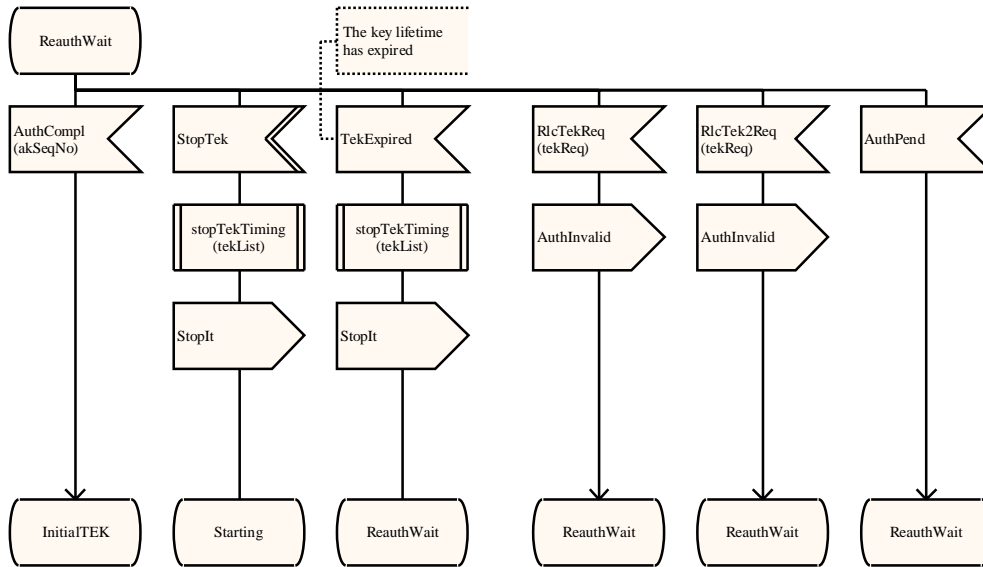 ReauthWait
The key lifetime
has expired
AuthCompl
(akSeqNo)
StopTek
TekExpired
RlcTekReq
(tekReq)
RlcTek2Req
(tekReq)
AuthPend
stopTekTiming
(tekList)
stopTekTiming
(tekList)
AuthInvalid
AuthInvalid
StopIt
StopIt
InitialTEK
Starting
ReauthWait
ReauthWait
ReauthWait
ReauthWait